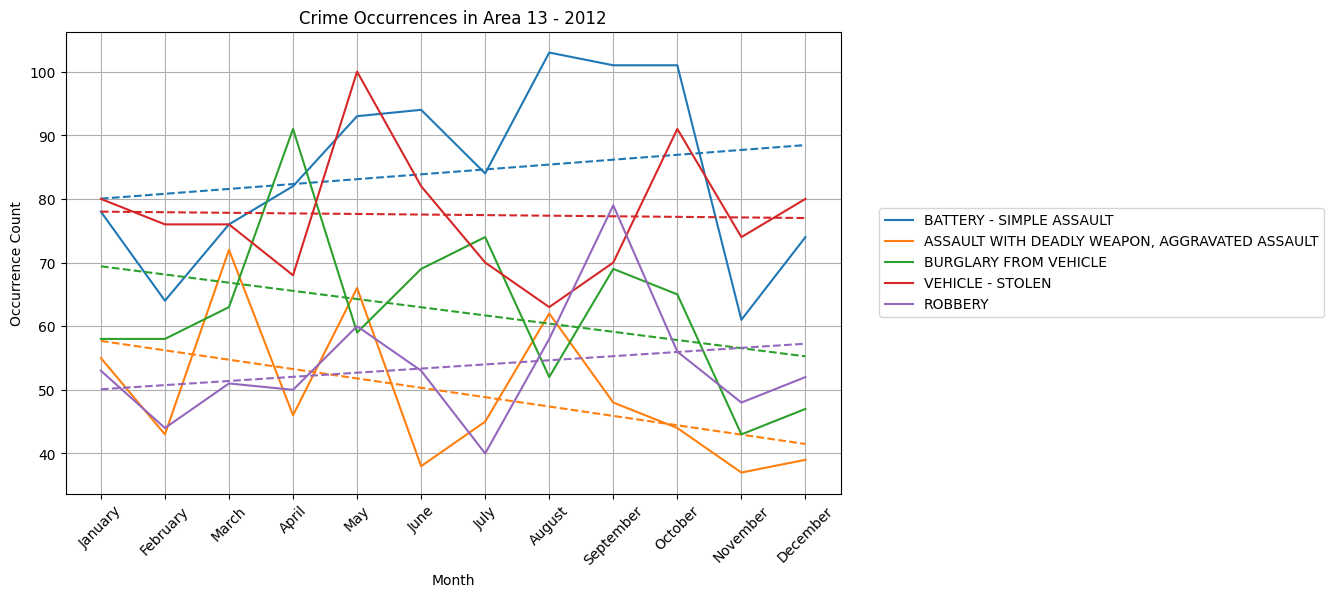 Crime Occurrences in Area 13 - 2012
Occurrence Count
100
90
80
70
60
50
40
January
February
March
April
May
June
July
August
September
October
November
December
Month
BATTERY - SIMPLE ASSAULT
ASSAULT WITH DEADLY WEAPON, AGGRAVATED ASSAULT
BURGLARY FROM VEHICLE
VEHICLE - STOLEN
ROBBERY